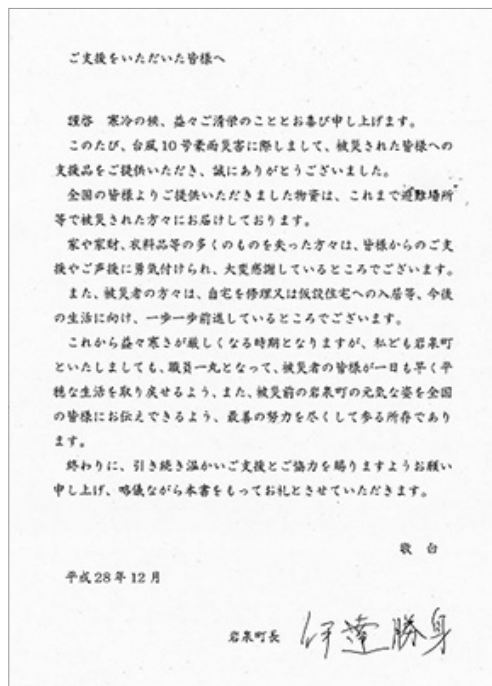 ご支援をいただいた皆様へ
謹啓　寒冷の候、益々ご清栄のこととお喜び申し上げます。
このたび、台風10号豪雨災害に際しまして、被災された皆様への
支援品をご提供いただき、誠にありがとうございました。
全国の皆様よりご提供いただきました物資は、これまで避難場所
等で被災された方々にお届けしております。
家や家財、衣料品等の多くのものを失った方々は、皆様からのご支
援やご声援に勇気付けられ、大変感謝しているところでございます。
また、被災者の方々は、自宅を修理又は仮設住宅への入居等、今後
の生活に向け、一歩一歩前進しているところでございます。
これから益々寒さが厳しくなる時期となりますが、私ども岩泉町
といたしましても、職員一丸となって、被災者の皆様が一日も早く平
穏な生活を取り戻せるよう、また、被災前の岩泉町の元気な姿を全国
の皆様にお伝えできるよう、最善の努力を尽くして参る所存であり
ます。
終わりに、引き続き温かいご支援とご協力を賜りますようお願い
申し上げ、略儀ながら本書をもってお礼とさせていただきます。
敬　白
平成28年12月
岩泉町長　伊達勝身